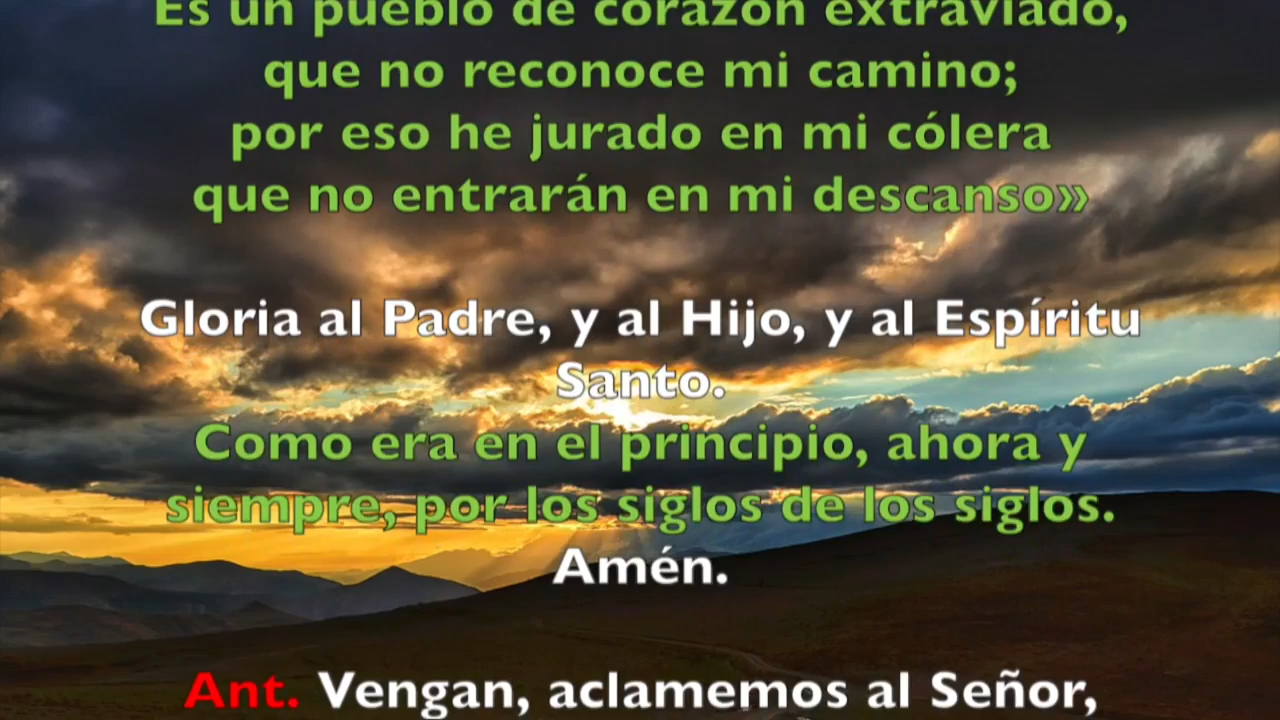 Es un pueblo de corazón extraviado,
que no reconoce mi camino;
por eso he jurado en mi cólera
que no entrarán en mi descanso»
Gloria al Padre, y al Hijo, y al Espíritu
Santo.
Como era en el principio, ahora y
siempre, por los siglos de los siglos.
Amén.
Ant. Vengan, aclamemos al Señor,